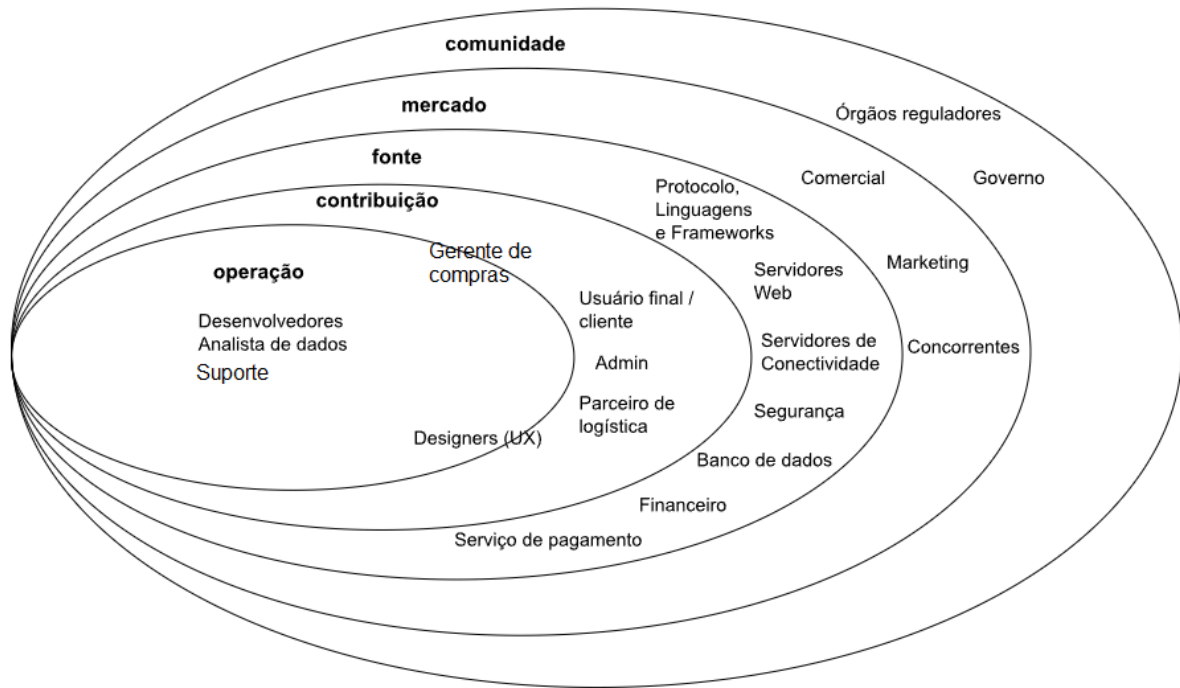 comunidade
mercado
fonte
contribuição
operação
Desenvolvedores
Analista de dados
Suporte
Gerente de
compras
Designers (UX)
Usuário final /
cliente
Admin
Parceiro de
logística
Protocolo,
Linguagens
e Frameworks
Servidores
Web
Servidores de
Conectividade
Segurança
Banco de dados
Financeiro
Serviço de pagamento
Comercial
Marketing
Concorrentes
Órgãos reguladores
Governo